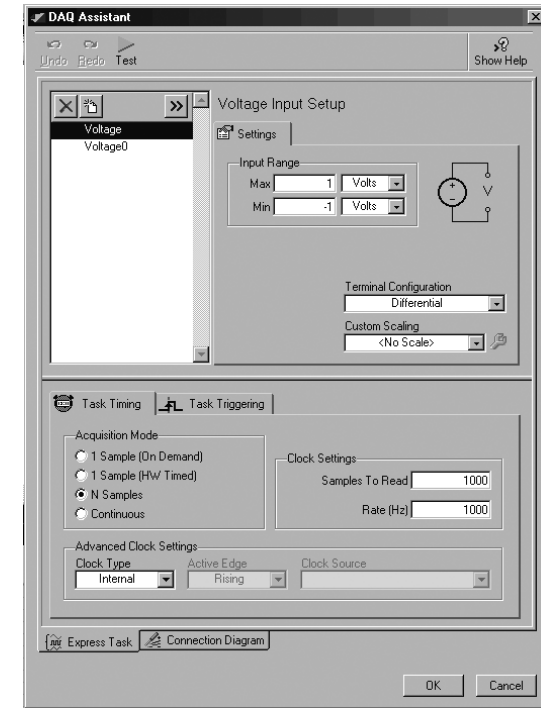 DAQ Assistant
Undo Redo Test Show Help
Voltage
Voltage0
Voltage Input Setup
Settings
Input Range
Max 1 Volts
Min -1 Volts
V
Terminal Configuration
Differential
Custom Scaling
<No Scale>
Task Timing Task Triggering
Acquisition Mode
1 Sample (On Demand)
1 Sample (HW Timed)
N Samples
Continuous
Clock Settings
Samples To Read 1000
Rate (Hz) 1000
Advanced Clock Settings
Clock Type Active Edge Clock Source
Internal Rising
Express Task Connection Diagram
OK Cancel